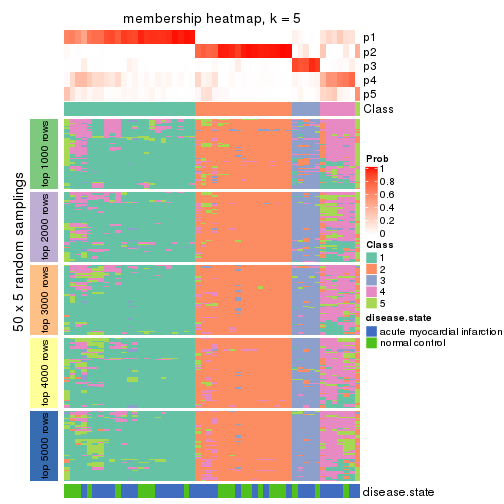 membership heatmap, k = 5
p1
p2
p3
p4
p5
Class
50 x 5 random samplings
top 1000 rows
top 2000 rows
top 3000 rows
top 4000 rows
top 5000 rows
disease.state
Prob
1
0.8
0.6
0.4
0.2
0
Class
1
2
3
4
5
disease.state
acute myocardial infarction
normal control